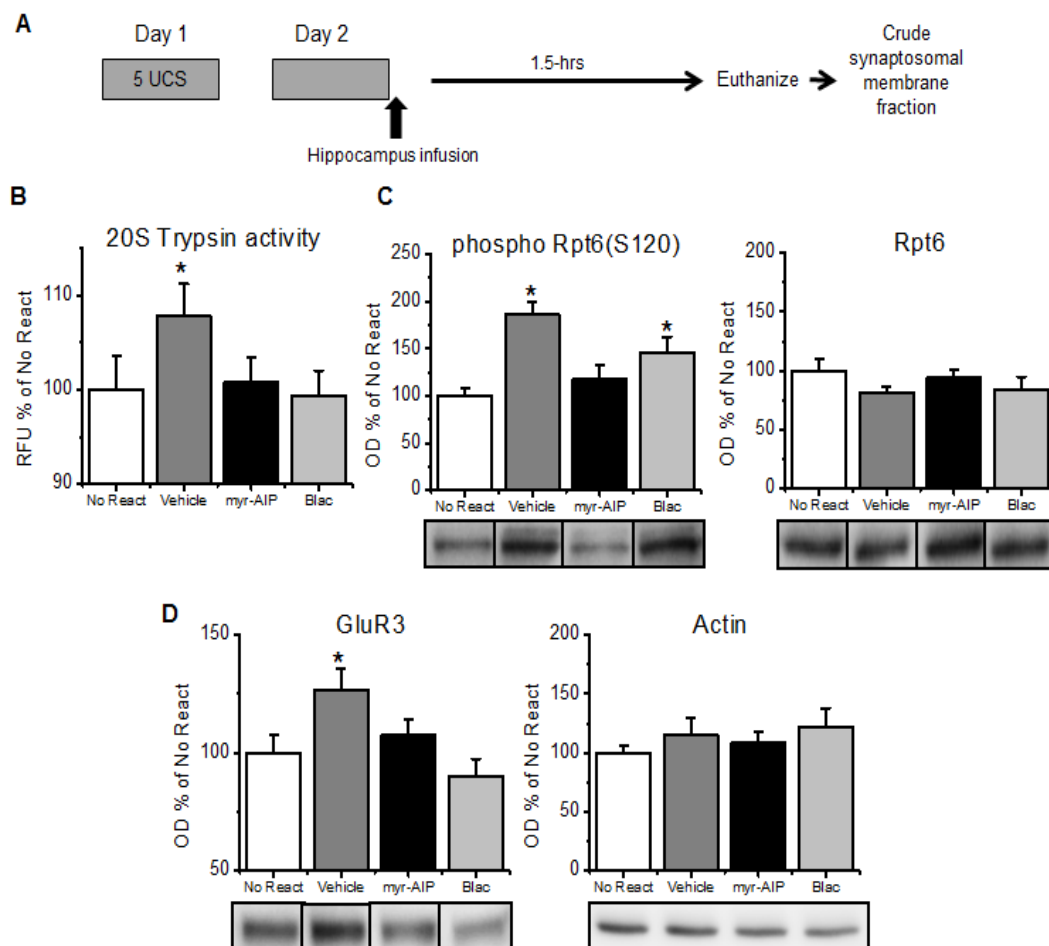 A
Day 1
Day 2
5 UCS
1.5-hrs
Euthanize
Crude
synaptosomal
membrane
fraction
Hippocampus infusion
B
20S Trypsin activity
RFU % of No React
110
100
90
*
No React Vehicle myr-AIP Blac
C
phospho Rpt6(S120)
OD % of No React
250
200
150
100
50
0
*
*
No React Vehicle myr-AIP Blac
Rpt6
OD % of No React
200
150
100
50
0
No React Vehicle myr-AIP Blac
D
GluR3
OD % of No React
150
100
50
*
No React Vehicle myr-AIP Blac
Actin
OD % of No React
200
150
100
50
0
No React Vehicle myr-AIP Blac